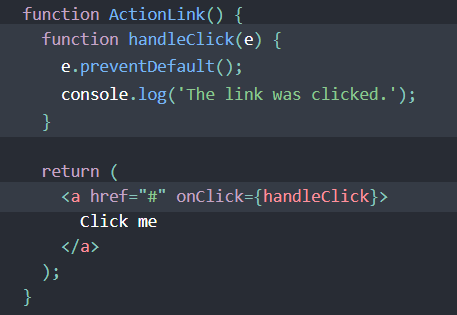 function ActionLink() {
  function handleClick(e) {
    e.preventDefault();
    console.log('The link was clicked.');
  }

  return (
    <a href="#" onClick={handleClick}>
      Click me
    </a>
  );
}